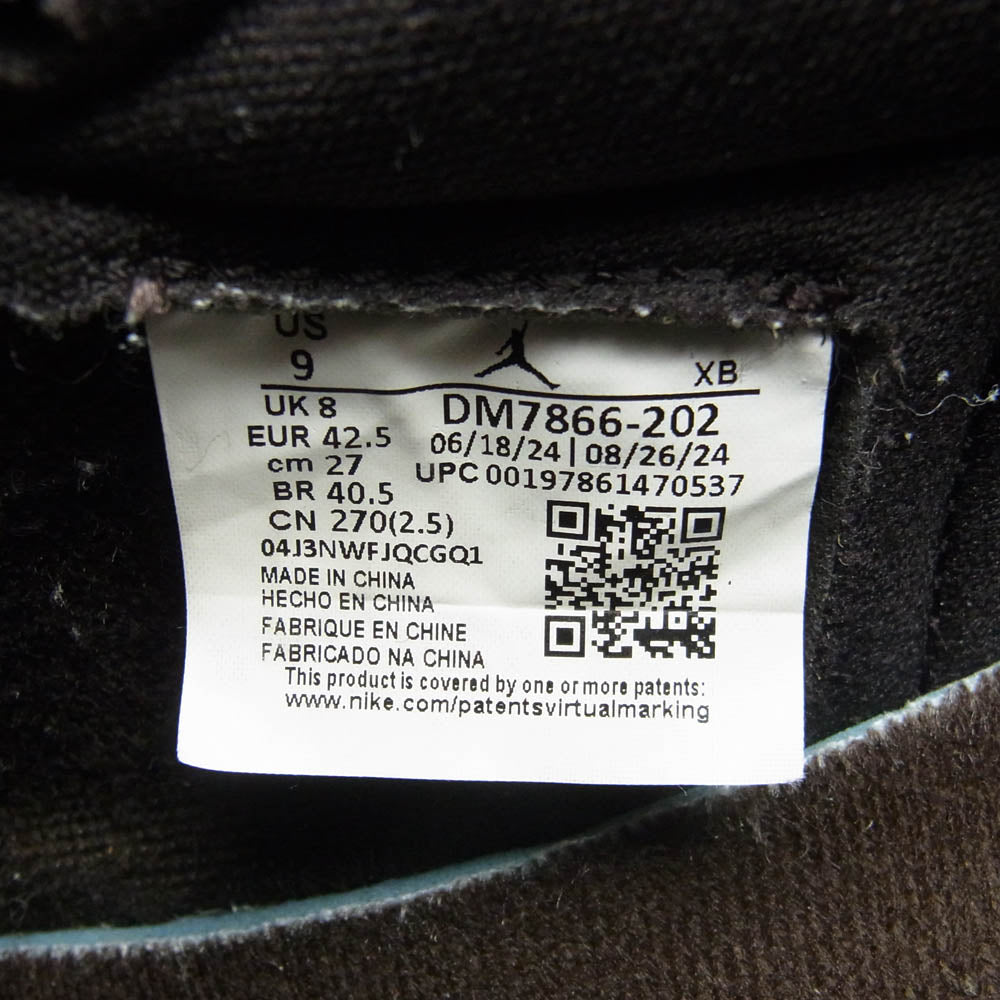 US
9
XB
UK 8
EUR 42.5
cm 27
BR 40.5
CN 270(2.5)
04J3NWFJQCGQ1
DM7866-202
06/18/24 | 08/26/24
UPC 00197861470537
MADE IN CHINA
HECHO EN CHINA
FABRIQUE EN CHINE
FABRICADO NA CHINA
This product is covered by one or more patents:
www.nike.com/patentsvirtualmarking